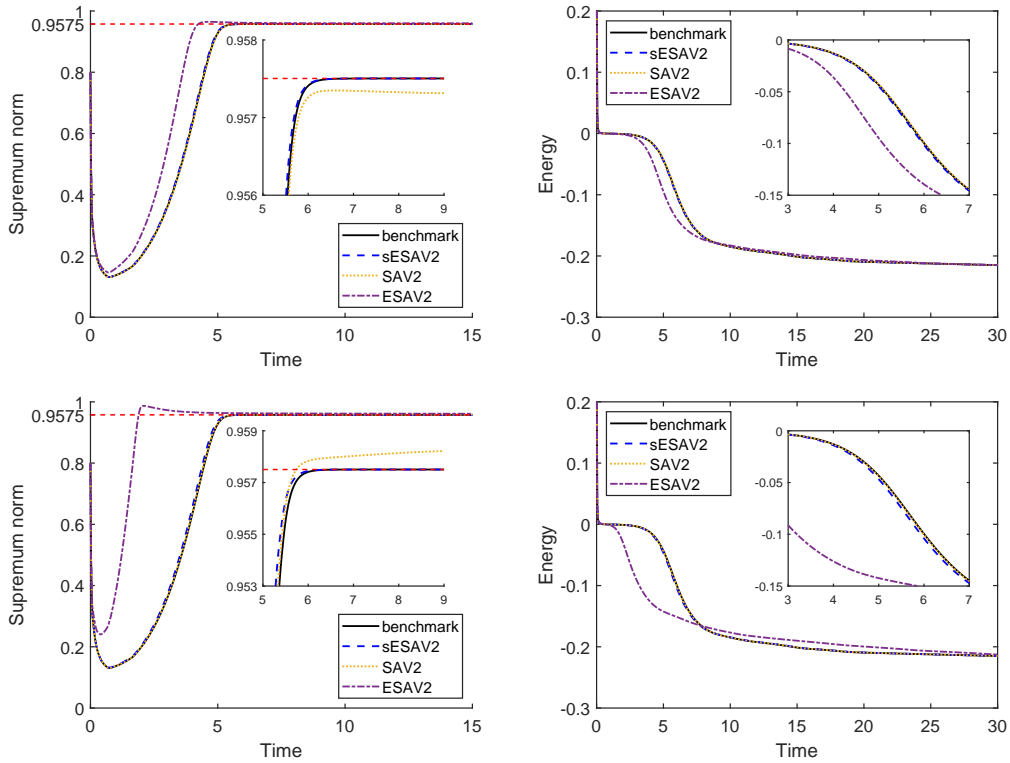 1
0.9575
0.8
0.6
0.4
0.2
0
0 5 10 15
Time
Supremum norm
0.958
0.957
0.956
5 6 7 8 9
benchmark
sESAV2
SAV2
ESAV2
0.2
0.1
0
-0.1
-0.2
-0.3
0 5 10 15 20 25 30
Time
Energy
benchmark
sESAV2
SAV2
ESAV2
0
-0.05
-0.1
-0.15
3 4 5 6 7
1
0.9575
0.8
0.6
0.4
0.2
0
0 5 10 15
Time
Supremum norm
0.959
0.957
0.955
0.953
5 6 7 8 9
benchmark
sESAV2
SAV2
ESAV2
0.2
0.1
0
-0.1
-0.2
-0.3
0 5 10 15 20 25 30
Time
Energy
benchmark
sESAV2
SAV2
ESAV2
0
-0.05
-0.1
-0.15
3 4 5 6 7